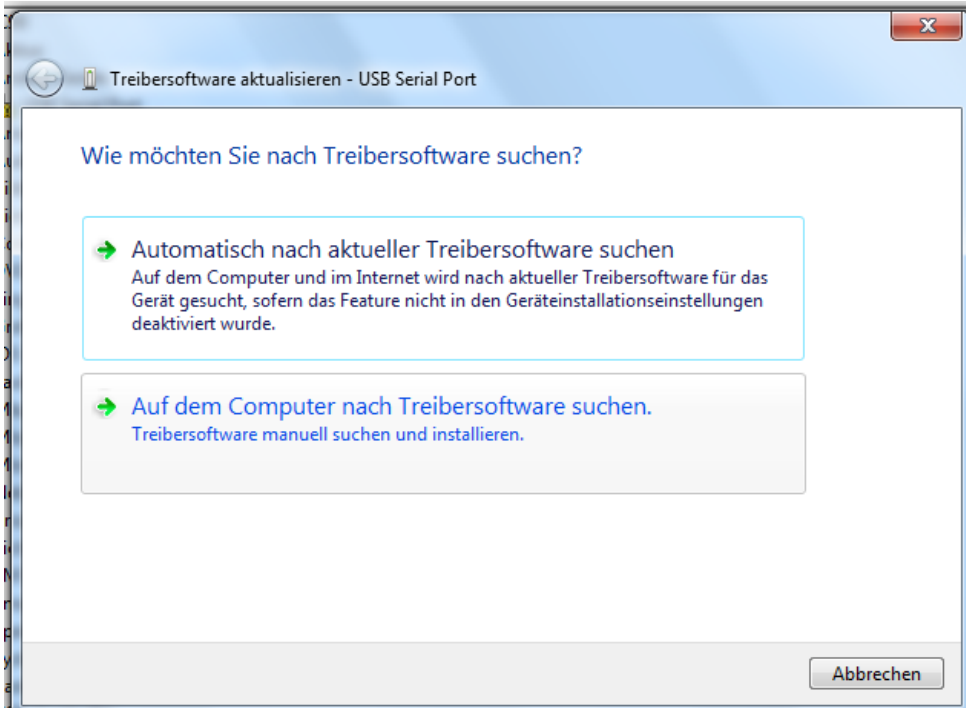 Treibersoftware aktualisieren - USB Serial Port
Wie möchten Sie nach Treibersoftware suchen?
Automatisch nach aktueller Treibersoftware suchen
Auf dem Computer und im Internet wird nach aktueller Treibersoftware für das
Gerät gesucht, sofern das Feature nicht in den Geräteinstallationseinstellungen
deaktiviert wurde.
Auf dem Computer nach Treibersoftware suchen.
Treibersoftware manuell suchen und installieren.
Abbrechen